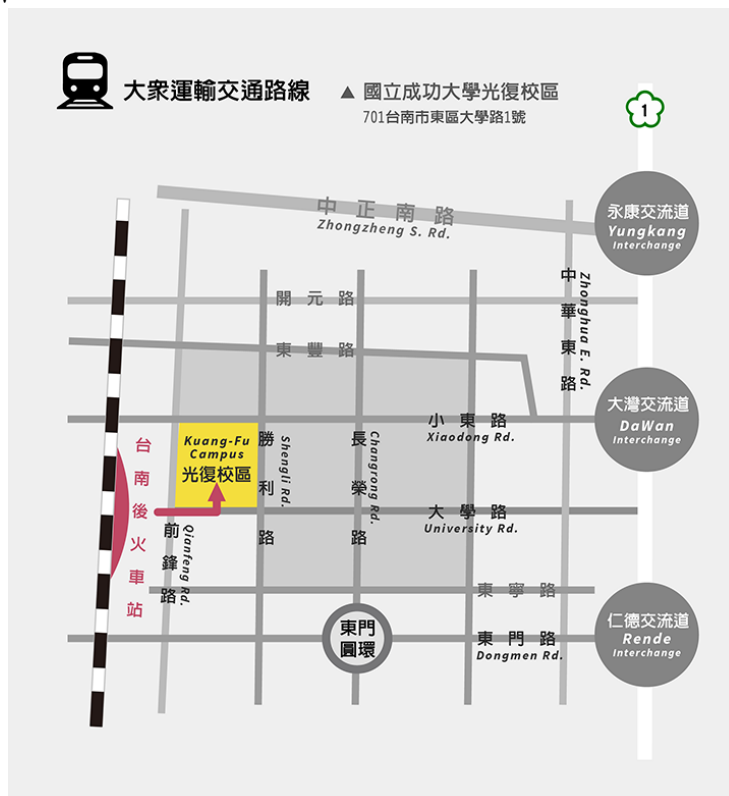 大眾運輸交通路線
▲ 國立成功大學光復校區
701台南市東區大學路1號
1
永康交流道
Yungkang
Interchange
中正南路
Zhongzheng S. Rd.
中華東路
Zhonghua E. Rd.
開元路
東豐路
大灣交流道
DaWan
Interchange
小東路
Xiaodong Rd.
Kuang-Fu
Campus
光復校區
台南後火車站
勝利路
Shengli Rd.
長榮路
Changrong Rd.
大學路
University Rd.
前鋒路
Qianfeng Rd.
東寧路
仁德交流道
Rende
Interchange
東門
圓環
東門路
Dongmen Rd.